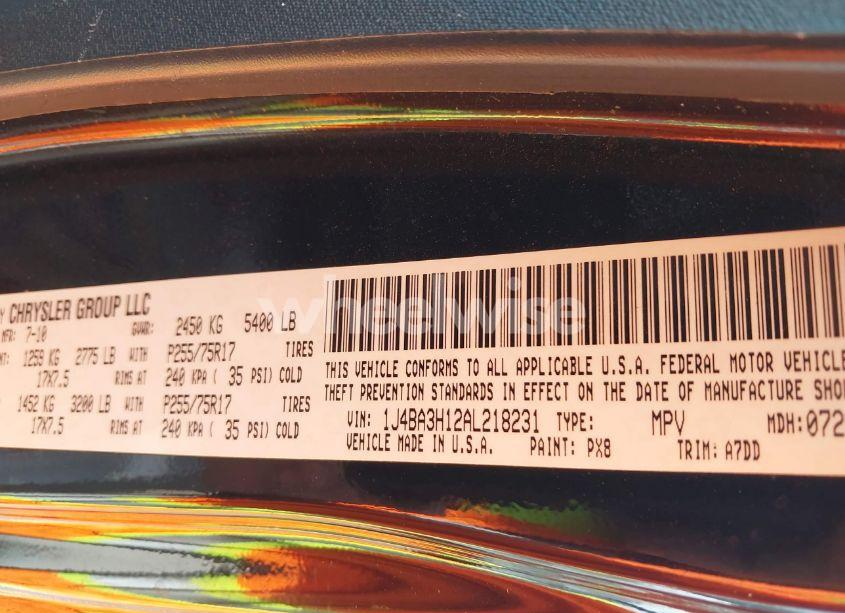 CHRYSLER GROUP LLC
MFR: 7-10 GVWR: 2450 KG 5400 LB
1259 KG 2775 LB WITH P255/75R17 TIRES
17X7.5 RIMS AT 240 KPA ( 35 PSI) COLD
1452 KG 3200 LB WITH P255/75R17 TIRES
17X7.5 RIMS AT 240 KPA ( 35 PSI) COLD
THIS VEHICLE CONFORMS TO ALL APPLICABLE U.S.A. FEDERAL MOTOR VEHICLE
THEFT PREVENTION STANDARDS IN EFFECT ON THE DATE OF MANUFACTURE SHO
VIN: 1J4BA3H12AL218231 TYPE: MPV MDH:072
VEHICLE MADE IN U.S.A. PAINT: PX8 TRIM: A7DD
wheelwise